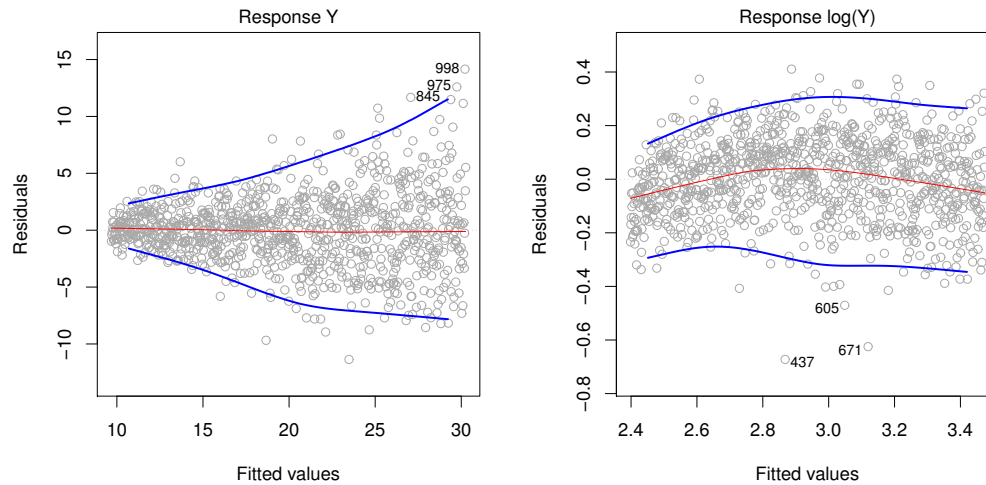 Response Y
Residuals
15
10
5
0
−5
−10
998
975
845
10 15 20 25 30
Fitted values
Response log(Y)
Residuals
0.4
0.2
0.0
−0.2
−0.4
−0.6
−0.8
605
671
437
2.4 2.6 2.8 3.0 3.2 3.4
Fitted values